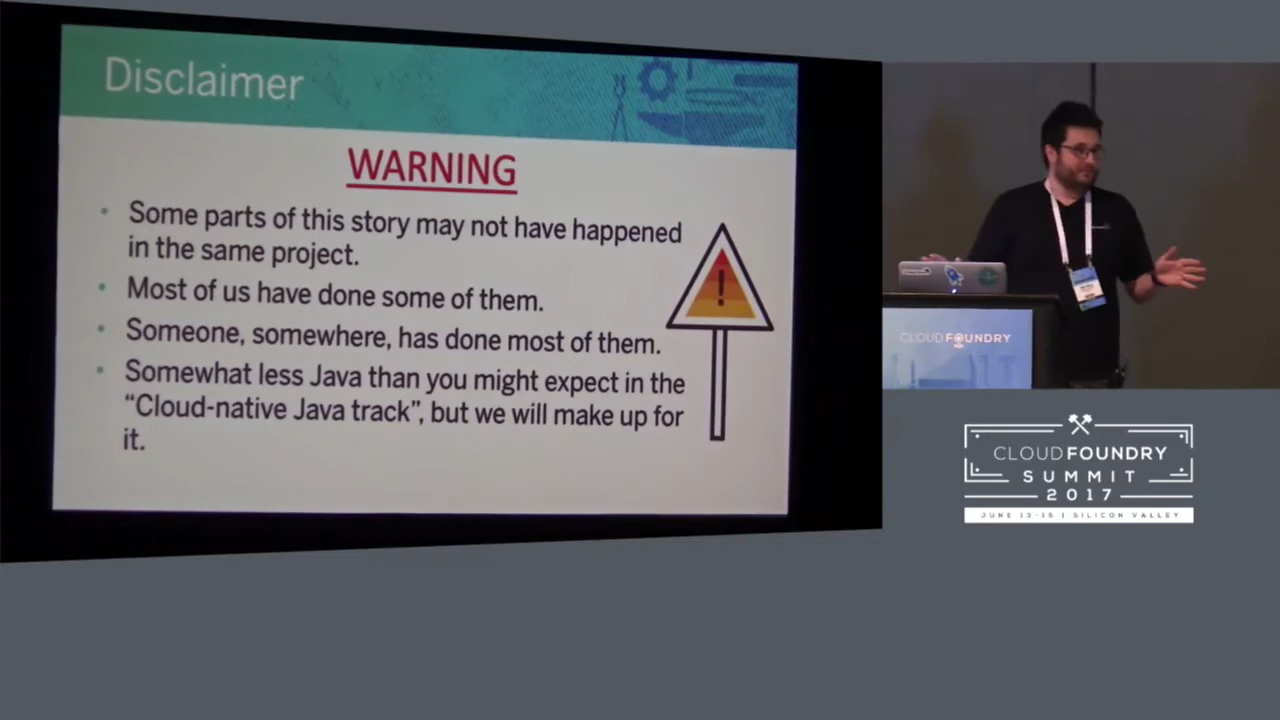 Disclaimer
WARNING
• Some parts of this story may not have happened
in the same project.
• Most of us have done some of them.
• Someone, somewhere, has done most of them.
• Somewhat less Java than you might expect in the
“Cloud-native Java track”, but we will make up for
it.
!
CLOUDFOUNDRY
CLOUDFOUNDRY
SUMMIT
2017
JUNE 13-15 | SILICON VALLEY